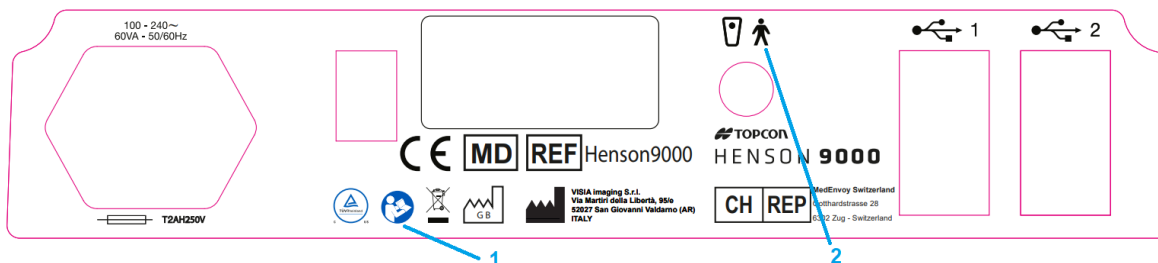 100 - 240~
60VA - 50/60Hz
1
2
TOPCON
HENSON 9000
CE MD REF Henson9000
T2AH250V
GB
VISIA imaging S.r.l.
Via Martiri della Libertà, 95/e
52027 San Giovanni Valdarno (AR)
ITALY
CH REP
MedEnvoy Switzerland
Gotthardstrasse 28
6302 Zug - Switzerland
1
2